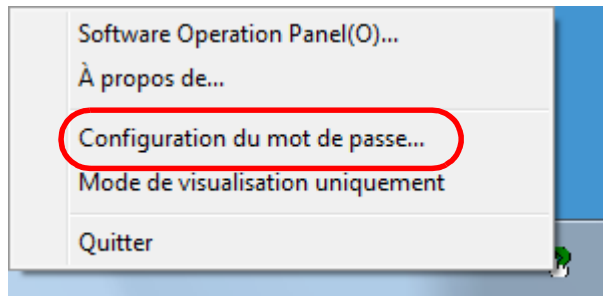 Software Operation Panel(O)...
À propos de...
Configuration du mot de passe...
Mode de visualisation uniquement
Quitter